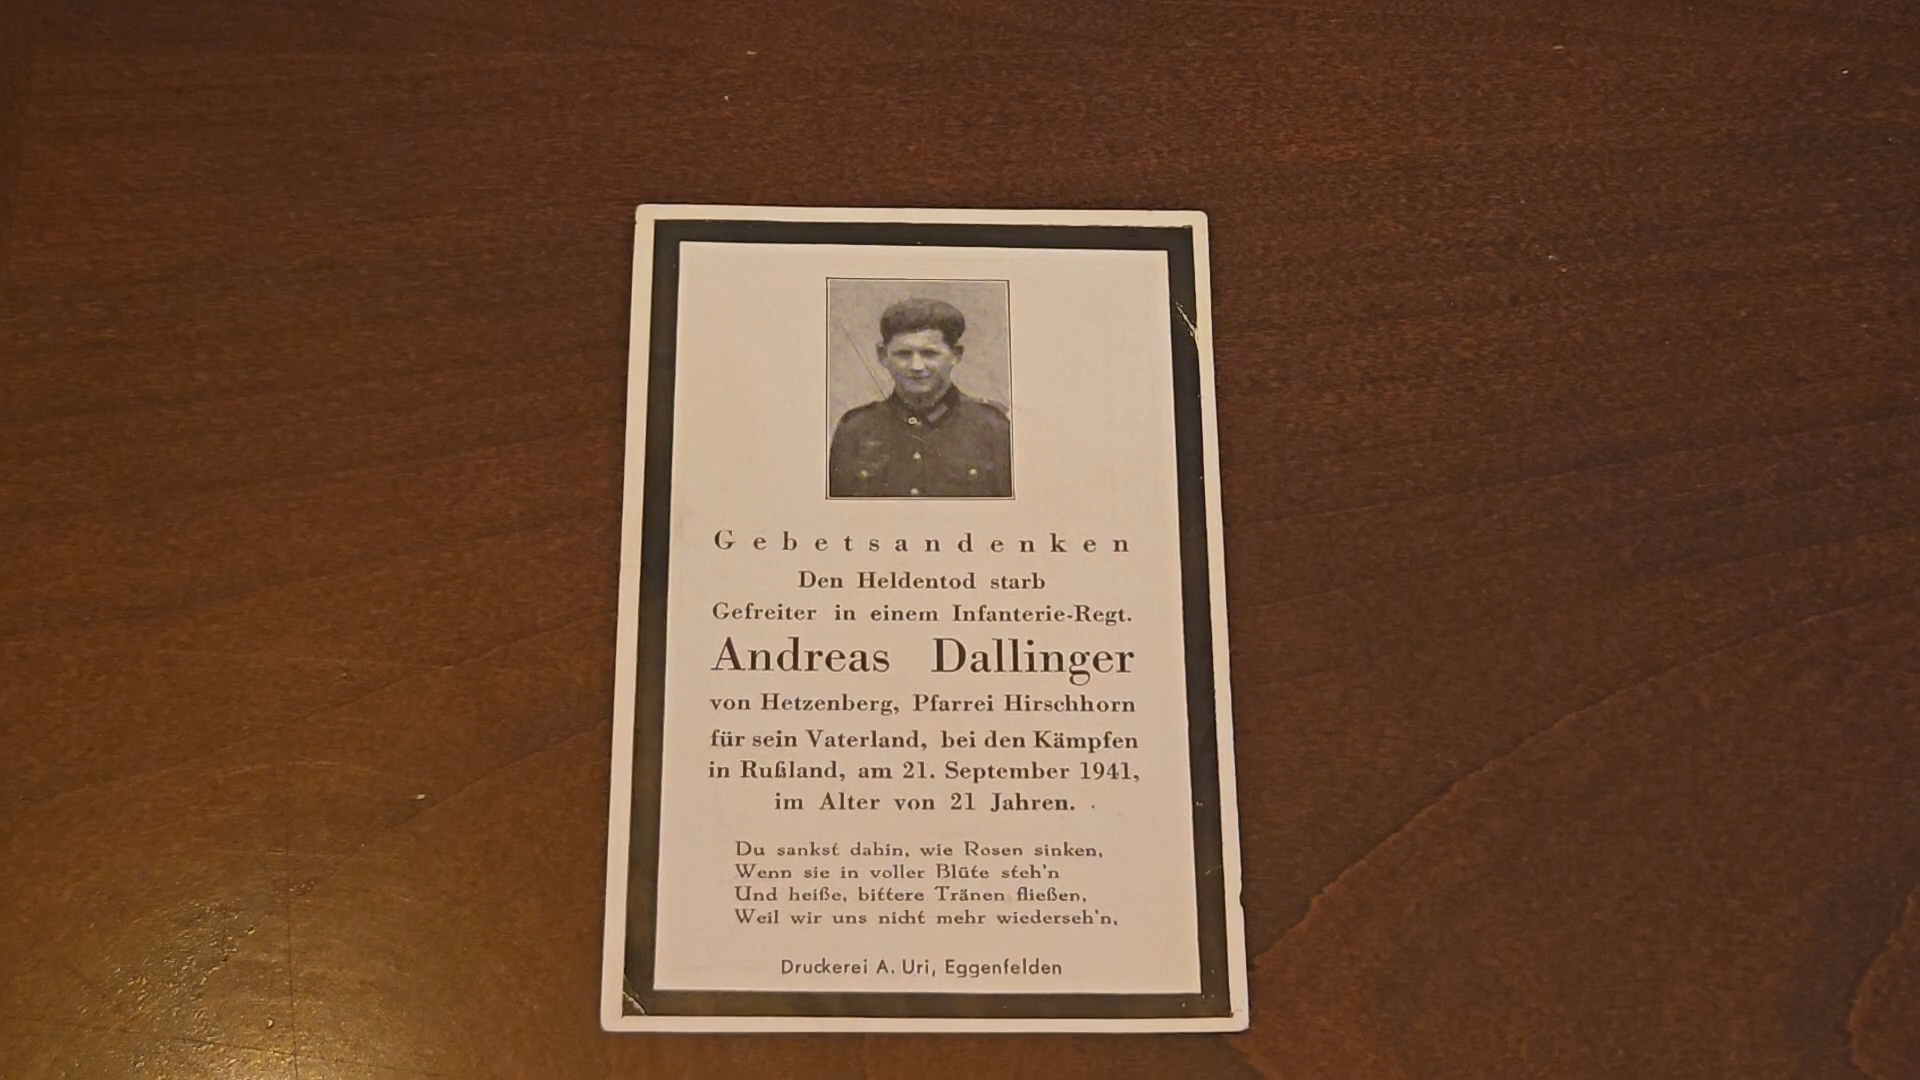 Gebetsandenken
Den Heldentod starb
Gefreiter in einem Infanterie-Regt.
Andreas Dallinger
von Hetzenberg, Pfarrei Hirschhorn
für sein Vaterland, bei den Kämpfen
in Rußland, am 21. September 1941,
im Alter von 21 Jahren.
Du sankst dahin, wie Rosen sinken,
Wenn sie in voller Blüte steh'n
Und heiße, bittere Tränen fließen,
Weil wir uns nicht mehr wiederseh'n.
Druckerei A. Uri, Eggenfelden